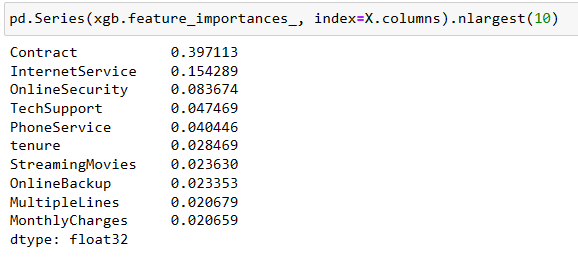 pd.Series(xgb.feature_importances_, index=X.columns).nlargest(10)
Contract 0.397113
InternetService 0.154289
OnlineSecurity 0.083674
TechSupport 0.047469
PhoneService 0.040446
tenure 0.028469
StreamingMovies 0.023630
OnlineBackup 0.023353
MultipleLines 0.020679
MonthlyCharges 0.020659
dtype: float32